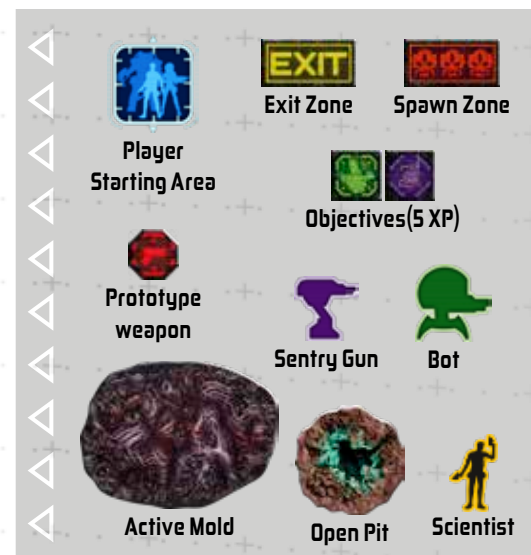 EXIT
Exit Zone
Spawn Zone
Player
Starting Area
Objectives(5 XP)
Prototype
weapon
Sentry Gun
Bot
Active Mold
Open Pit
Scientist